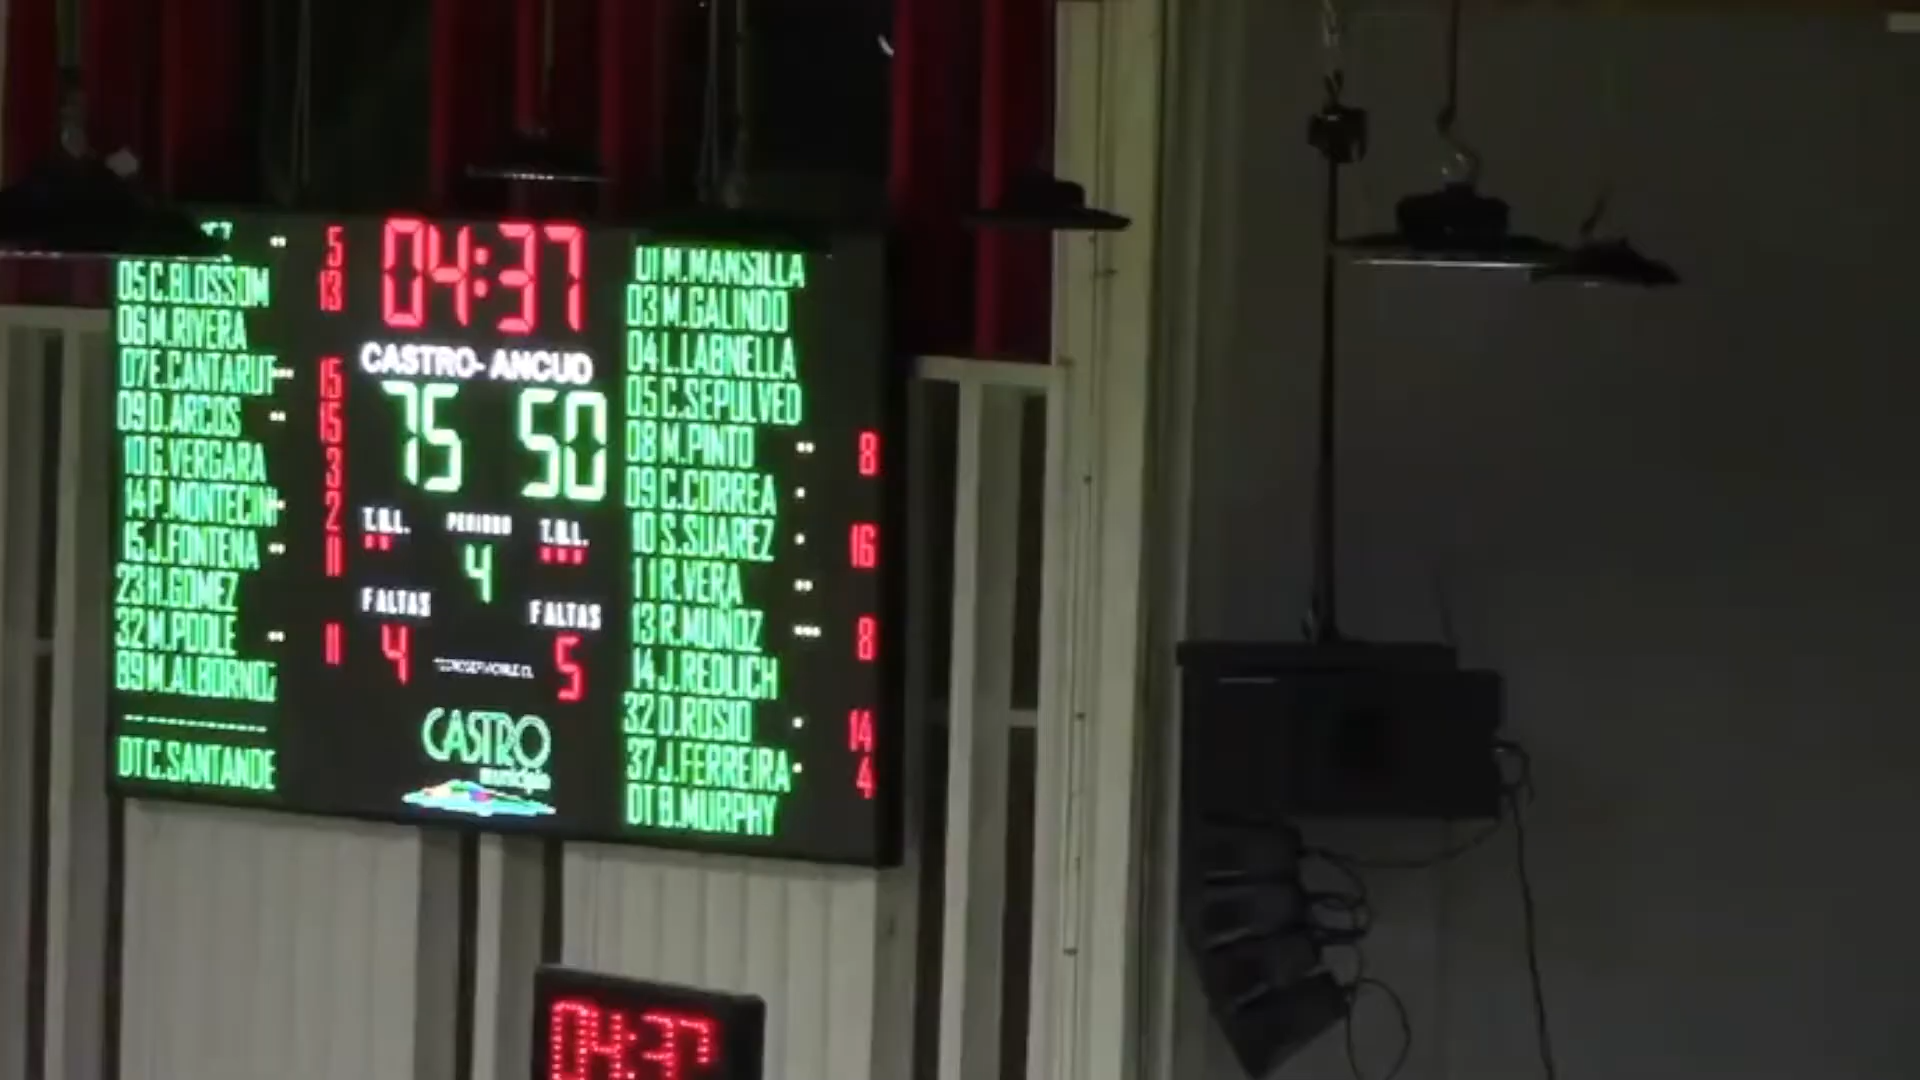 5
05 C.BLOSSOM 13
06 M.RIVERA
07 E.CANTARUT 15
09 D.ARCOS 15
10 G.VERGARA 3
14 P.MONTECIN 2
15 J.FONTENA 11
23 H.GOMEZ
32 M.POOLE 11
89 M.ALBORNOZ
------------
DT C.SANTANDE
04:37
CASTRO- ANCUD
75 50
T.O.L. PERIODO T.O.L.
4
FALTAS FALTAS
4 5
CASTRO
municipio
01 M.MANSILLA
03 M.GALINDO
04 L.LABNELLA
05 C.SEPULVED
08 M.PINTO 8
09 C.CORREA
10 S.SUAREZ 16
11 R.VERA
13 R.MUÑOZ 8
14 J.REDLICH
32 D.ROSIO 14
37 J.FERREIRA 4
DT B.MURPHY
04:37